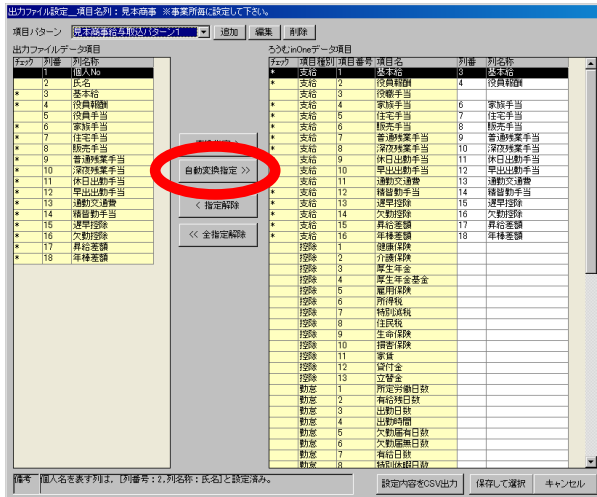 出力ファイル設定__項目名列：見本商事 ※事業所毎に設定して下さい。
項目パターン 見本商事給与取込パターン1 追加 編集 削除
出力ファイルデータ項目
チェック 列番 列名称
1 個人No
2 氏名
* 3 基本給
* 4 役員報酬
5 役員手当
* 6 家族手当
* 7 住宅手当
* 8 販売手当
* 9 普通残業手当
* 10 深夜残業手当
* 11 休日出勤手当
* 12 早出出勤手当
* 13 通勤交通費
* 14 精皆勤手当
* 15 遅早控除
* 16 欠勤控除
* 17 昇給差額
* 18 年棒差額
自動変換指定 >>
< 指定解除
<< 全指定解除
ろうむinOneデータ項目
チェック 項目種別 項目番号 項目名 列番 列名称
* 支給 1 基本給 3 基本給
* 支給 2 役員報酬 4 役員報酬
支給 3 役職手当
* 支給 4 家族手当 6 家族手当
* 支給 5 住宅手当 7 住宅手当
* 支給 6 販売手当 8 販売手当
* 支給 7 普通残業手当 9 普通残業手当
* 支給 8 深夜残業手当 10 深夜残業手当
支給 9 休日出勤手当 11 休日出勤手当
支給 10 早出出勤手当 12 早出出勤手当
支給 11 通勤交通費 13 通勤交通費
* 支給 12 精皆勤手当 14 精皆勤手当
* 支給 13 遅早控除 15 遅早控除
* 支給 14 欠勤控除 16 欠勤控除
* 支給 15 昇給差額 17 昇給差額
* 支給 16 年棒差額 18 年棒差額
控除 1 健康保険
控除 2 介護保険
控除 3 厚生年金
控除 4 厚生年金基金
控除 5 雇用保険
控除 6 所得税
控除 7 特別減税
控除 8 住民税
控除 9 生命保険
控除 10 損害保険
控除 11 家賃
控除 12 貸付金
控除 13 立替金
勤怠 1 所定労働日数
勤怠 2 有給残日数
勤怠 3 出勤日数
勤怠 4 出勤時間
勤怠 5 欠勤届有日数
勤怠 6 欠勤届無日数
勤怠 7 有給日数
勤怠 8 特別休暇日数
備考 個人名を表す列は、[列番号：2，列名称：氏名]と設定済み。
設定内容をCSV出力 保存して選択 キャンセル